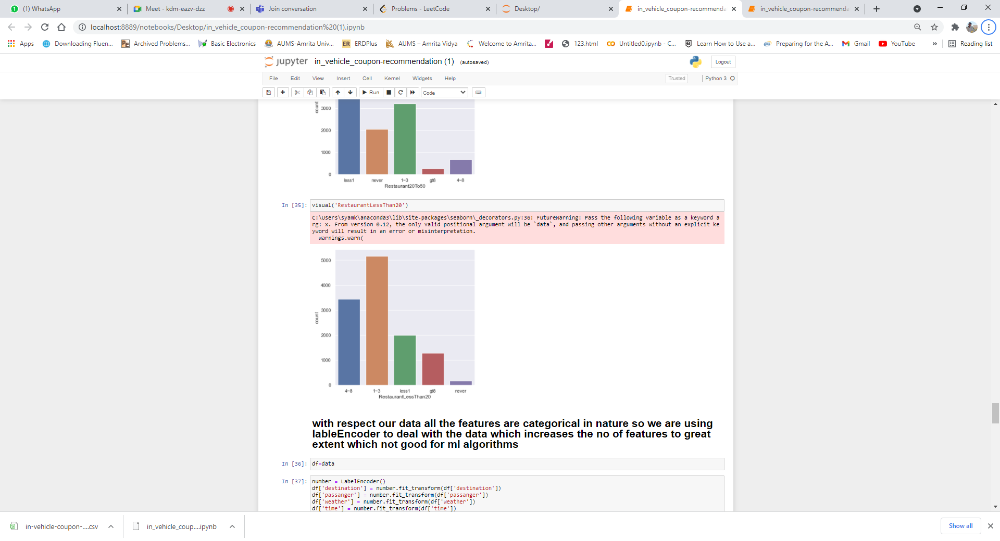 (1) WhatsApp
Meet - kdm-eazv-dzz
Join conversation
Problems - LeetCode
Desktop/
in_vehicle_coupon-recommenda
in_vehicle_coupon-recommenda
localhost:8889/notebooks/Desktop/in_vehicle_coupon-recommendation%20(1).ipynb
Apps
Downloading Fluen...
Archived Problems...
Basic Electronics
AUMS-Amrita Univ...
ER ERDPlus
AUMS – Amrita Vidya
Welcome to Amrita...
123.html
Untitled0.ipynb - C...
Learn How to Use a...
Preparing for the A...
Gmail
YouTube
»
Reading list
jupyter in_vehicle_coupon-recommendation (1) (autosaved)
Logout
File Edit View Insert Cell Kernel Widgets Help
Trusted
Python 3
Run
Code
count
3000
2000
1000
0
less1 never 1~3 gt8 4~8
Restaurant20To50
In [35]: visual('RestaurantLessThan20')
C:\Users\syamk\anaconda3\lib\site-packages\seaborn\_decorators.py:36: FutureWarning: Pass the following variable as a keyword a
rg: x. From version 0.12, the only valid positional argument will be `data`, and passing other arguments without an explicit ke
yword will result in an error or misinterpretation.
warnings.warn(
5000
4000
3000
count
2000
1000
0
4~8 1~3 less1 gt8 never
RestaurantLessThan20
with respect our data all the features are categorical in nature so we are using
lableEncoder to deal with the data which increases the no of features to great
extent which not good for ml algorithms
In [36]: df=data
In [37]: number = LabelEncoder()
df['destination'] = number.fit_transform(df['destination'])
df['passanger'] = number.fit_transform(df['passanger'])
df['weather'] = number.fit_transform(df['weather'])
df['time'] = number.fit_transform(df['time'])
in-vehicle-coupon-....csv
in_vehicle_coup....ipynb
Show all